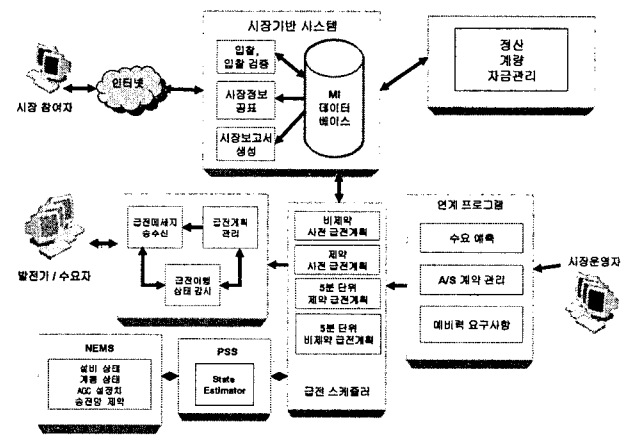 시장기반 시스템
입찰,
입찰 검증
시장정보
공표
시장보고서
생성
MI
데이터
베이스
정산
계량
자금관리
인터넷
시장 참여자
급전메세지
송수신
급전계획
관리
급전이행
상태 감시
발전가 / 수요자
비제약
사전 급전계획
제약
사전 급전계획
5분 단위
제약 급전계획
5분 단위
비제약 급전계획
급전 스케쥴러
연계 프로그램
수요 예측
A/S 계약 관리
예비력 요구사항
시장운영자
NEMS
설비 상태
계통 상태
AGC 설정치
송전망 제약
PSS
State
Estimator